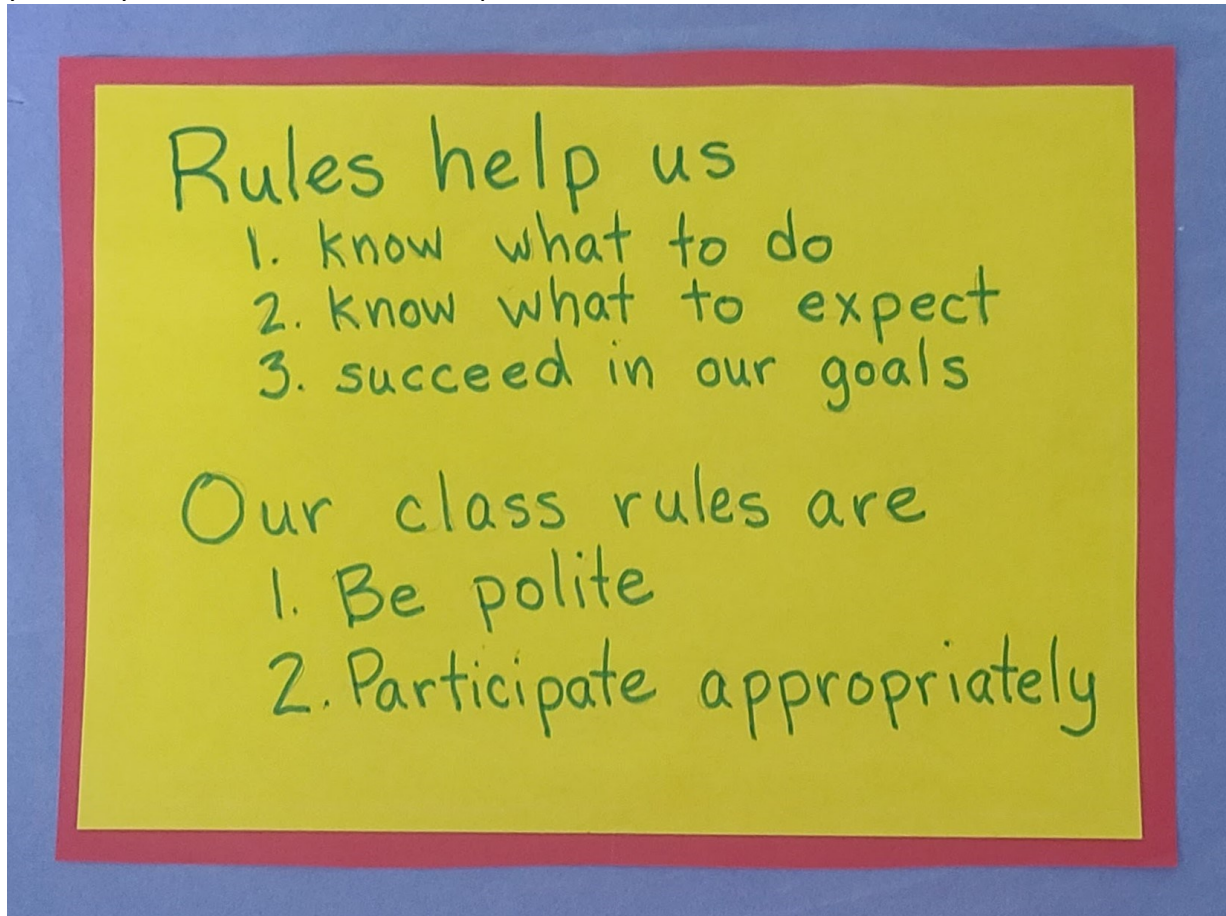 Rules help us
1. know what to do
2. know what to expect
3. succeed in our goals
Our class rules are
1. Be polite
2. Participate appropriately